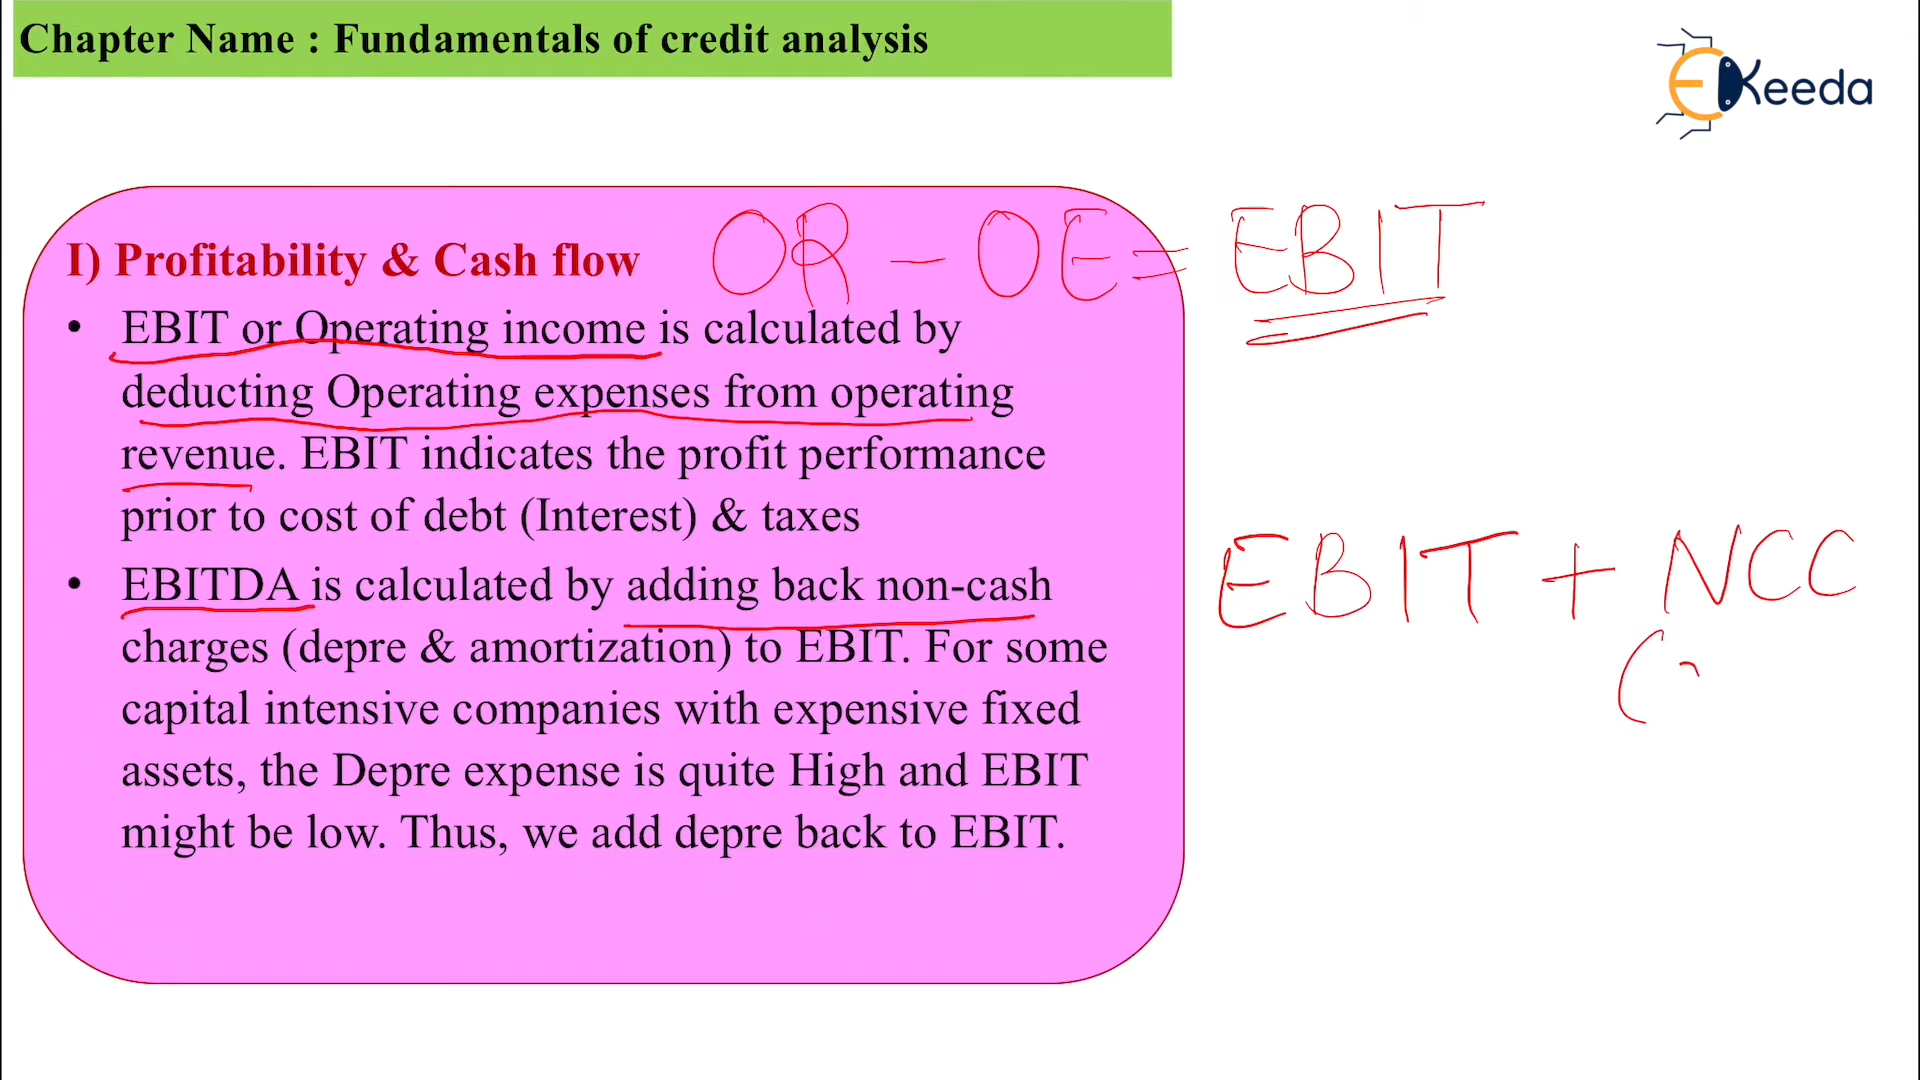 Chapter Name : Fundamentals of credit analysis
EKeeda
I) Profitability & Cash flow
OR - OE = EBIT
• EBIT or Operating income is calculated by
deducting Operating expenses from operating
revenue. EBIT indicates the profit performance
prior to cost of debt (Interest) & taxes
• EBITDA is calculated by adding back non-cash
charges (depre & amortization) to EBIT. For some
capital intensive companies with expensive fixed
assets, the Depre expense is quite High and EBIT
might be low. Thus, we add depre back to EBIT.
EBIT + NCC
(